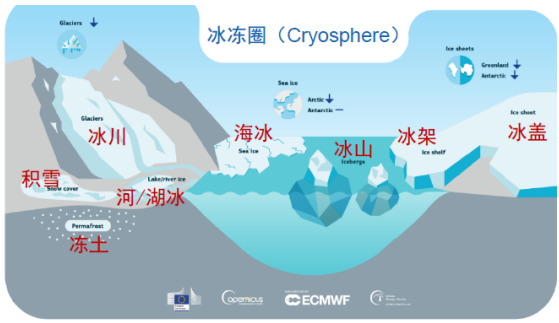 冰冻圈（Cryosphere）
Glaciers
Ice sheets
Greenland
Antarctic
Sea ice
Arctic
Antarctic
Glaciers
冰川
海冰
Sea ice
冰山
Icebergs
冰架
Ice shelf
Ice sheet
冰盖
积雪
Snow cover
Lake/river ice
河/湖冰
Permafrost
冻土
Copernicus
ECMWF